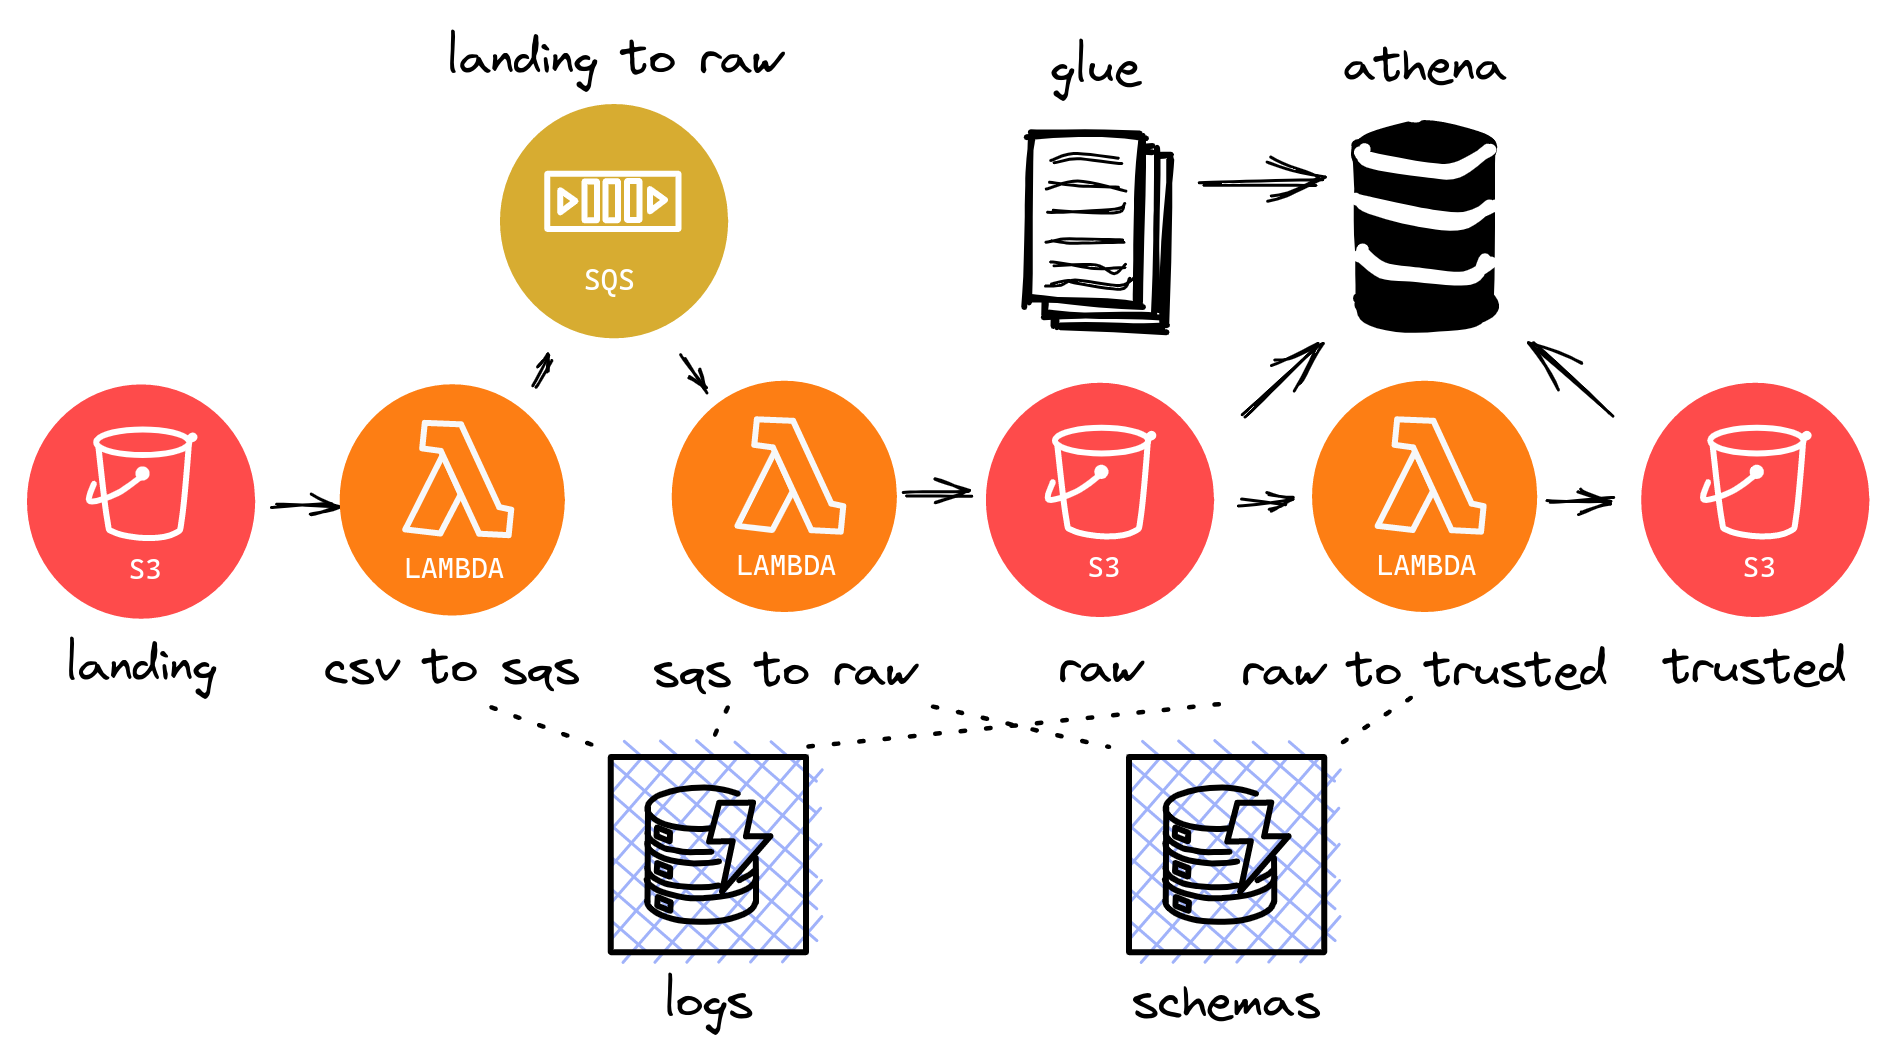 landing to raw
glue
athena
SQS
S3
LAMBDA
LAMBDA
S3
LAMBDA
S3
landing
csv to sqs
sqs to raw
raw
raw to trusted
trusted
logs
schemas